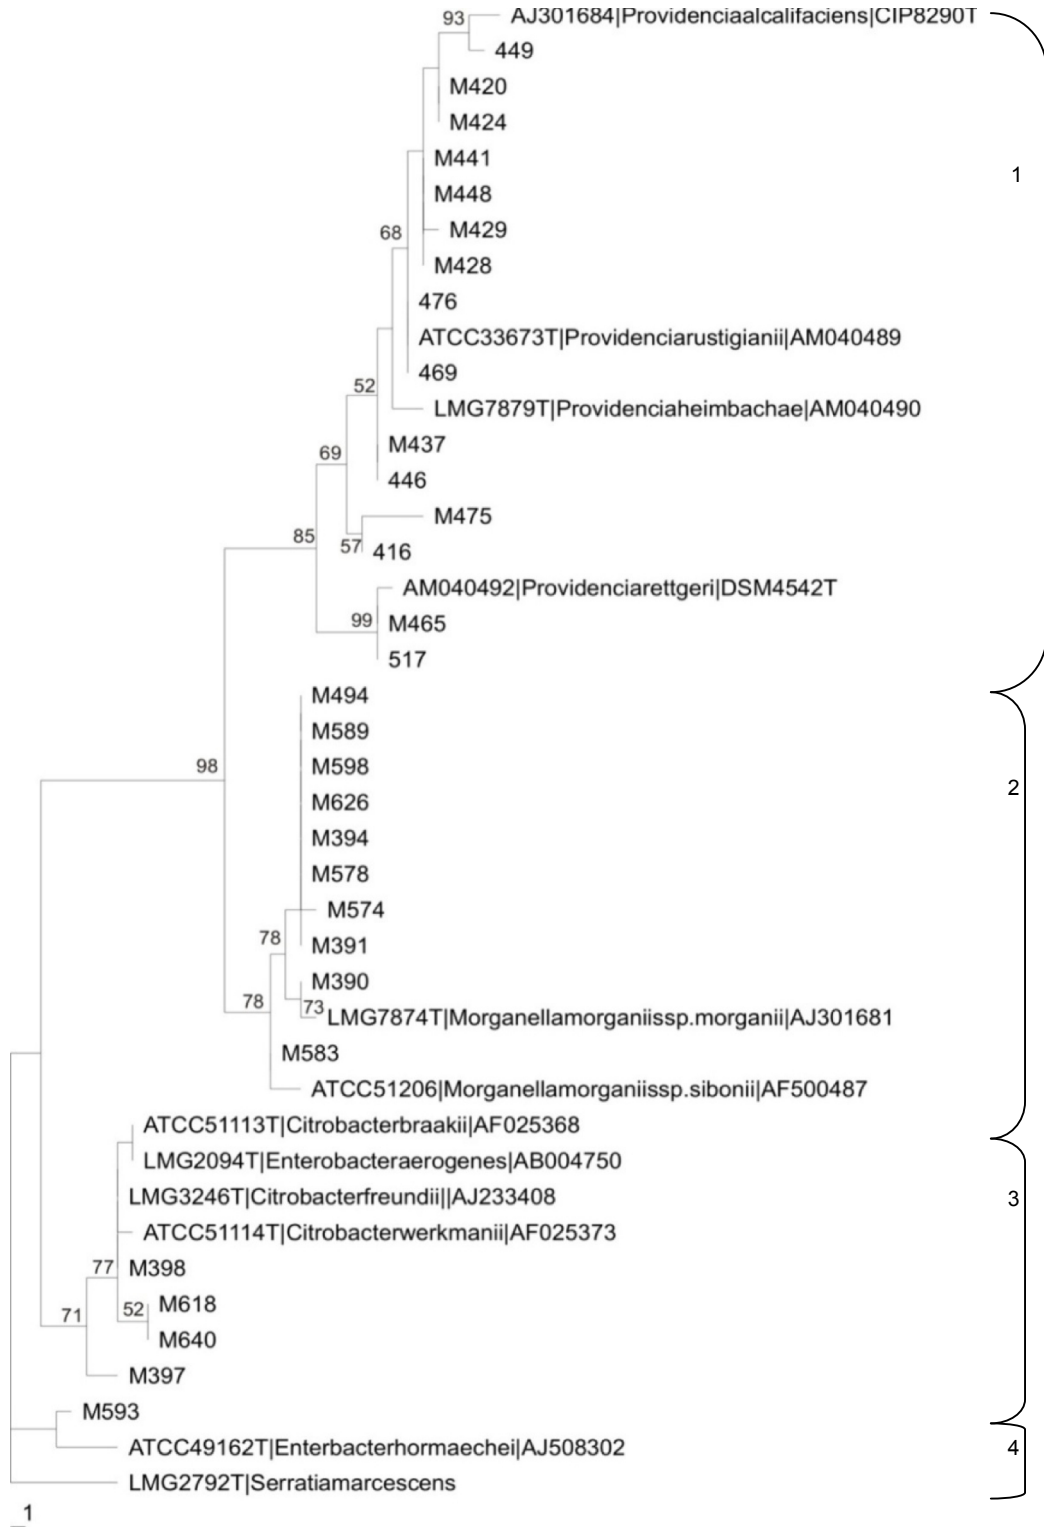 93 AJ301684|Providenciaalcalifaciens|CIP8290T
449
M420
M424
M441
1
M448
68 M429
M428
476
ATCC33673T|Providenciarustigianii|AM040489
469
52
LMG7879T|Providenciaheimbachae|AM040490
M437
69
446
M475
85
57 416
AM040492|Providenciarettgeri|DSM4542T
99 M465
517
M494
M589
98 M598
2
M626
M394
M578
M574
78 M391
M390
78 73 LMG7874T|Morganellamorganiissp.morganii|AJ301681
M583
ATCC51206|Morganellamorganiissp.sibonii|AF500487
ATCC51113T|Citrobacterbraakii|AF025368
LMG2094T|Enterobacteraerogenes|AB004750
LMG3246T|Citrobacterfreundii||AJ233408
3
ATCC51114T|Citrobacterwerkmanii|AF025373
77 M398
52 M618
71
M640
M397
M593
ATCC49162T|Enterbacterhormaechei|AJ508302
4
LMG2792T|Serratiamarcescens
1